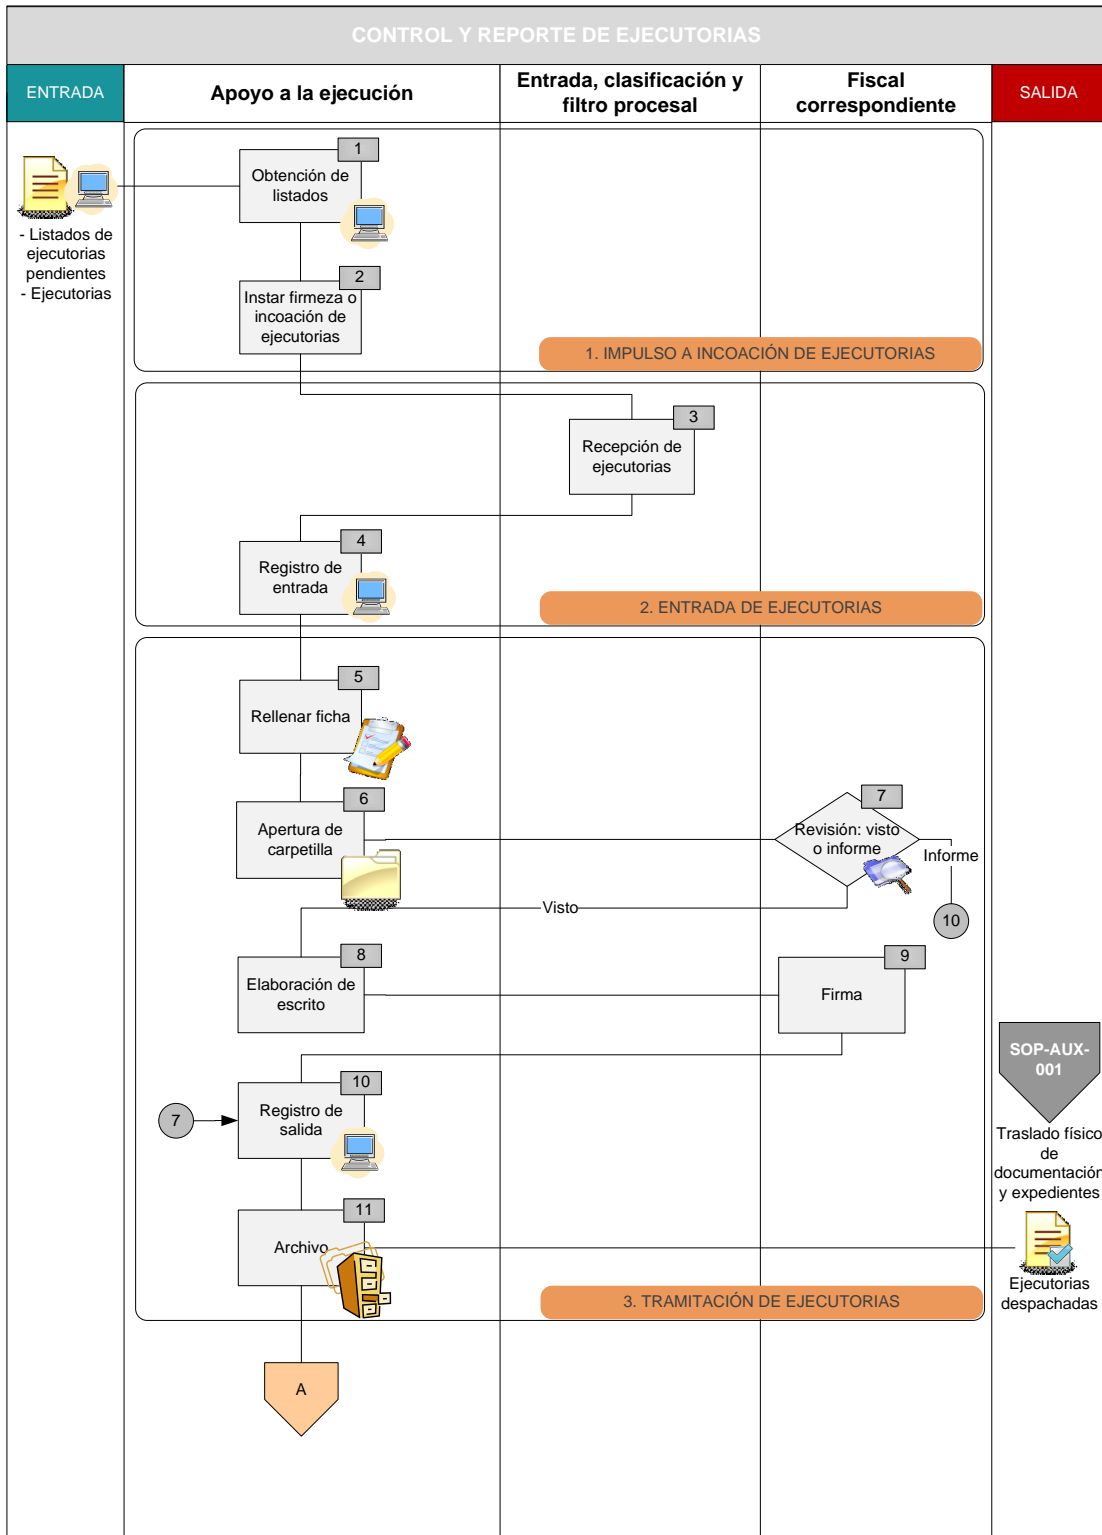 CONTROL Y REPORTE DE EJECUTORIAS
ENTRADA
Apoyo a la ejecución
Entrada, clasificación y
filtro procesal
Fiscal
correspondiente
SALIDA
1
Obtención de
listados
- Listados de
ejecutorias
pendientes
- Ejecutorias
2
Instar firmeza o
incoación de
ejecutorias
1. IMPULSO A INCOACIÓN DE EJECUTORIAS
3
Recepción de
ejecutorias
4
Registro de
entrada
2. ENTRADA DE EJECUTORIAS
5
Rellenar ficha
6
Apertura de
carpetilla
7
Revisión: visto
o informe
Informe
10
Visto
8
Elaboración de
escrito
9
Firma
SOP-AUX-
001
Traslado físico
de
documentación
y expedientes
7
10
Registro de
salida
11
Archivo
Ejecutorias
despachadas
3. TRAMITACIÓN DE EJECUTORIAS
A